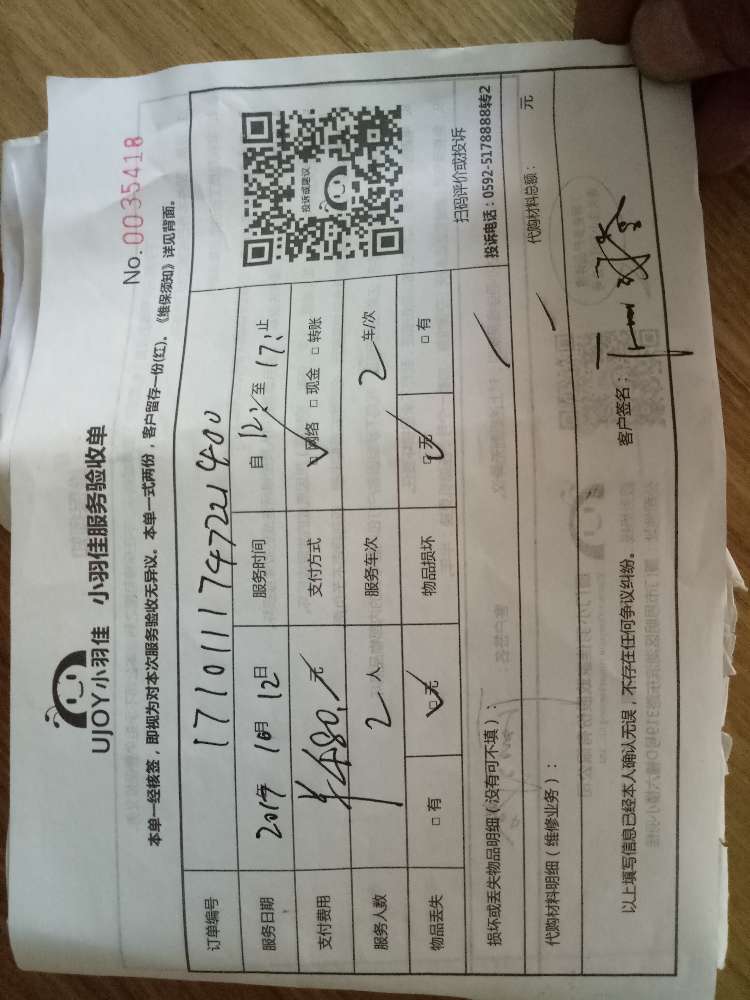 UJOY小羽佳 小羽佳服务验收单
No.0035418
本单一经核签，即视为对本次服务验收无异议。本单一式两份，客户留存一份(红)。《维保须知》详见背面。
订单编号 1710111747221400
服务日期 2017年 10月 12日 服务时间 自 12: 至 17: 止
支付费用 ¥480.元 支付方式 网络 □ 现金 □ 转账
服务人数 2 人 服务车次 2 车/次
物品丢失 □ 有 □ 无 物品损坏 □ 无 □ 有
投诉或建议
扫码评价或投诉
投诉电话：0592-5178888转2
损坏或丢失物品明细（没有可不填）：
代购材料明细（维修业务）： 代购材料总额： 元
以上填写信息已经本人确认无误，不存在任何争议纠纷。 客户签名：